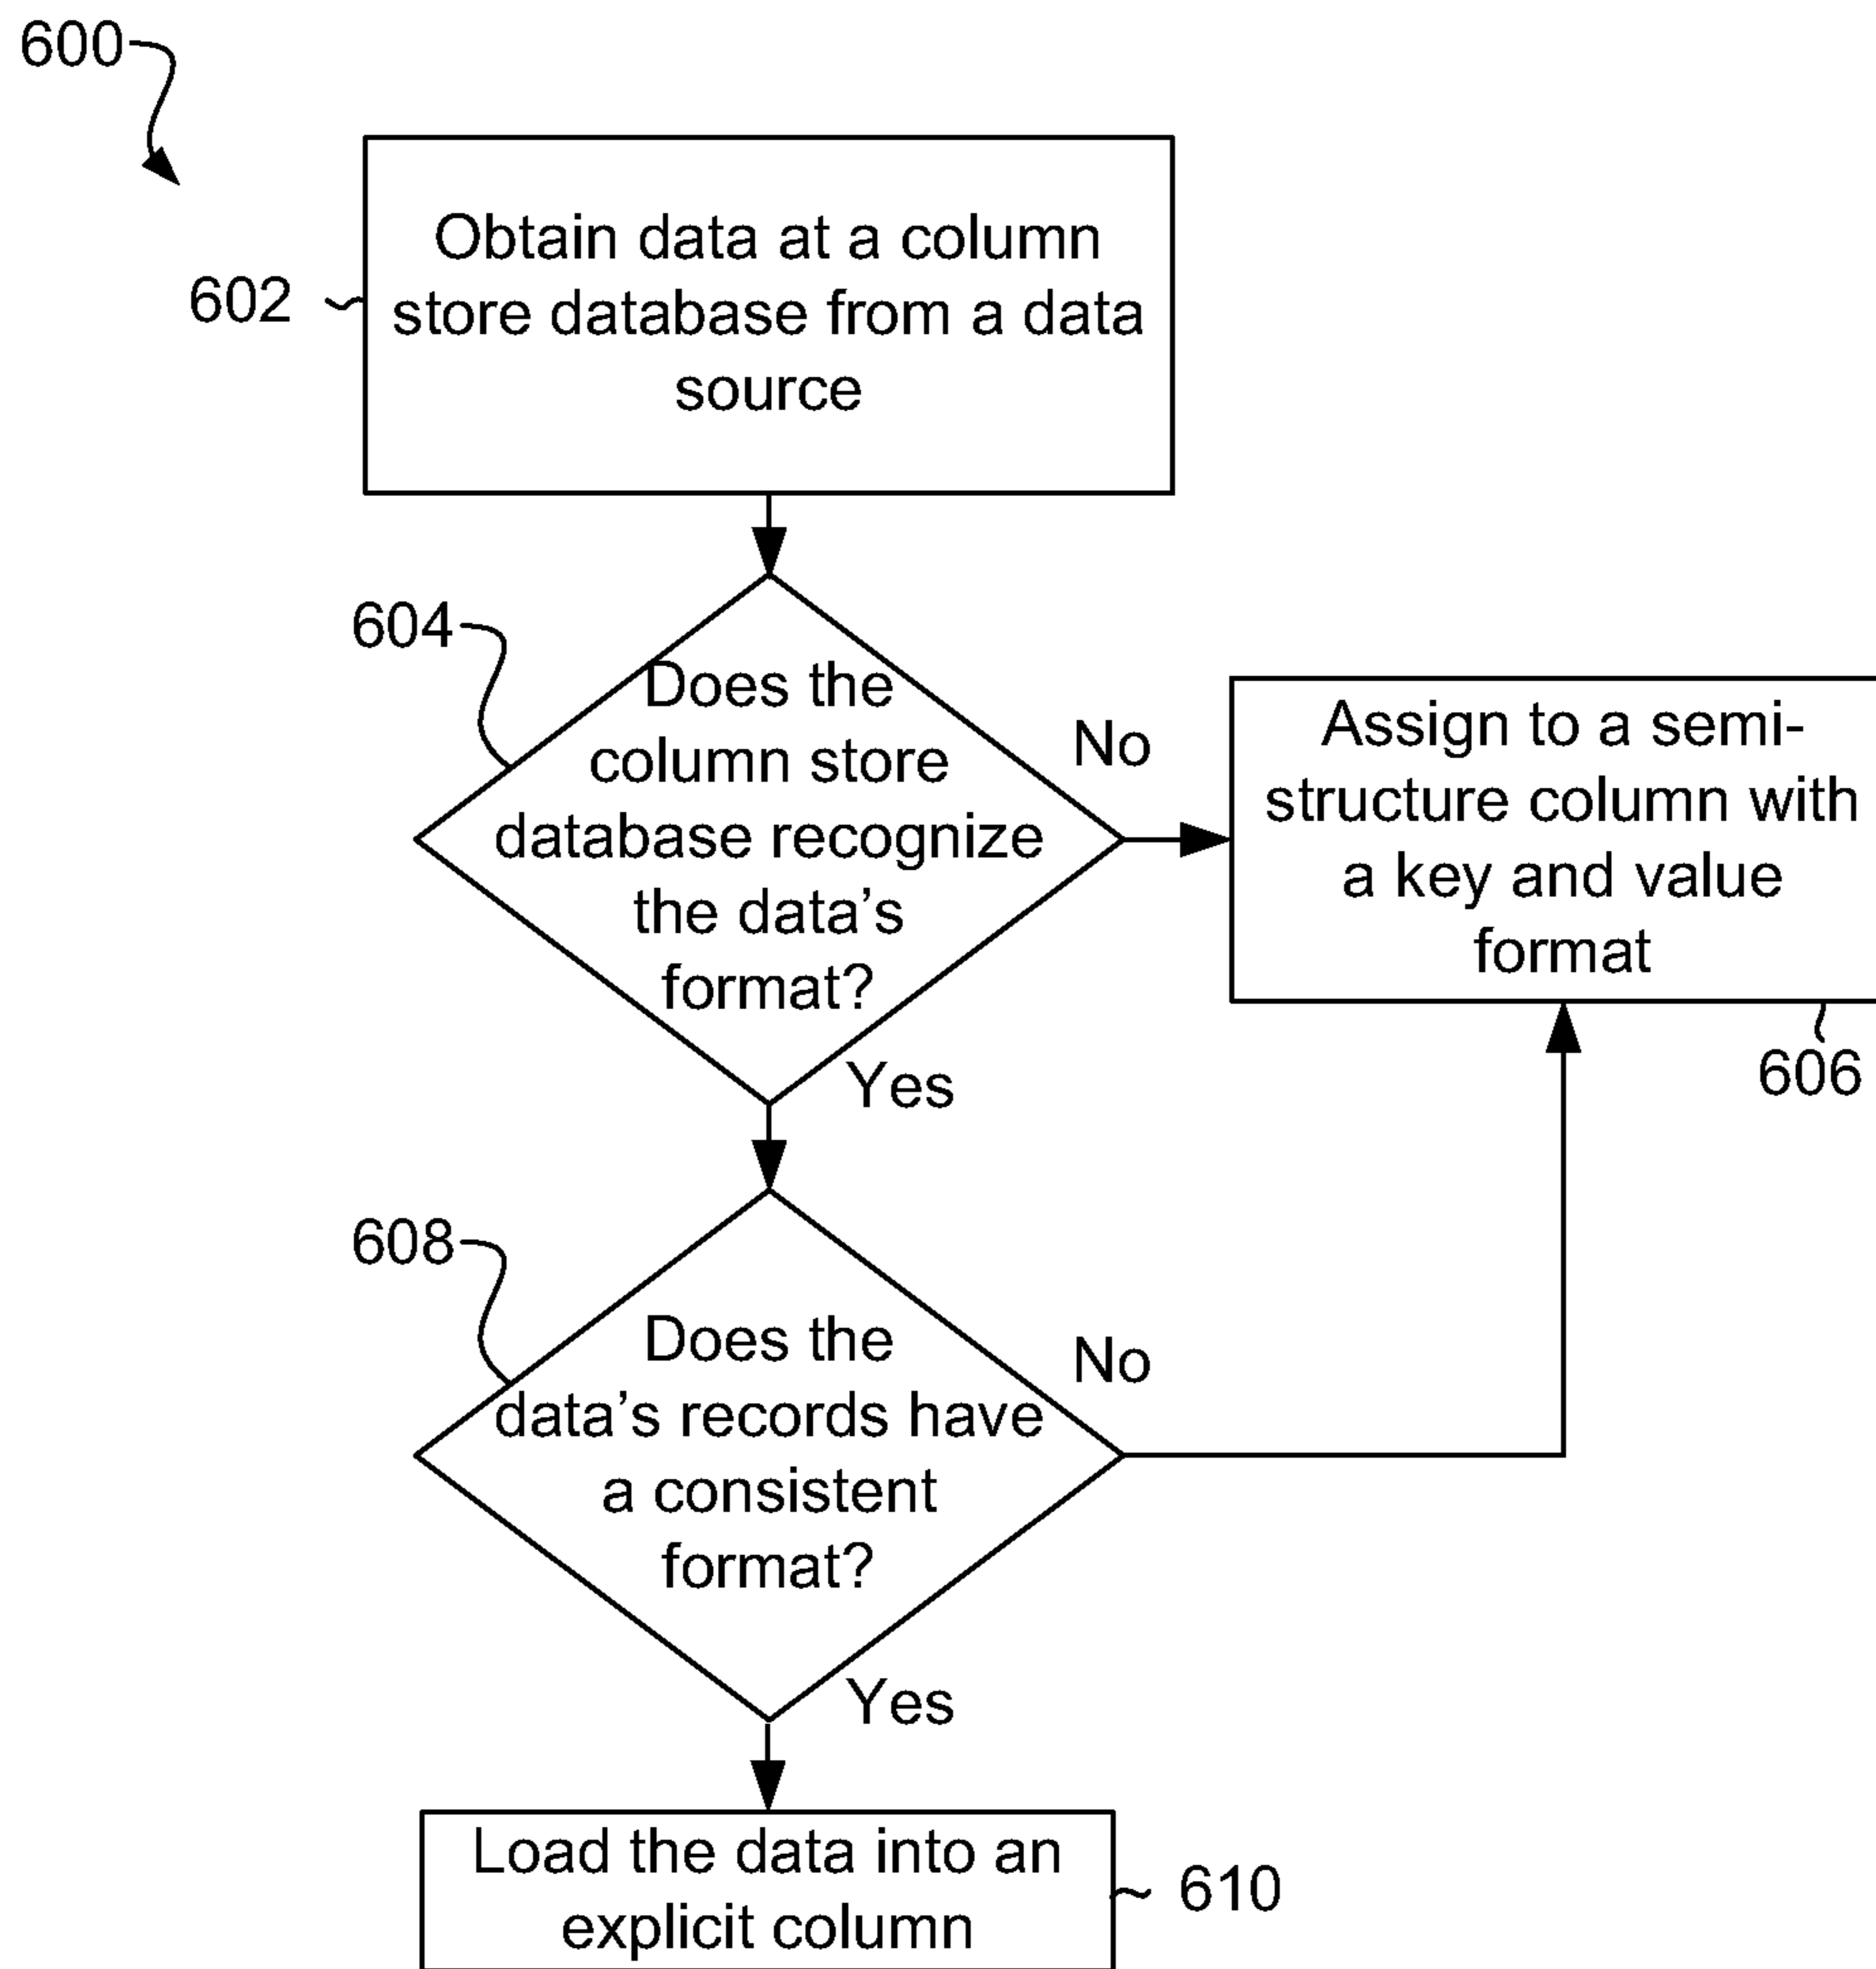 600
602
Obtain data at a column
store database from a data
source
604
Does the
column store
database recognize
the data’s
format?
No
Yes
Assign to a semi-
structure column with
a key and value
format
606
608
Does the
data’s records have
a consistent
format?
No
Yes
Load the data into an
explicit column
610